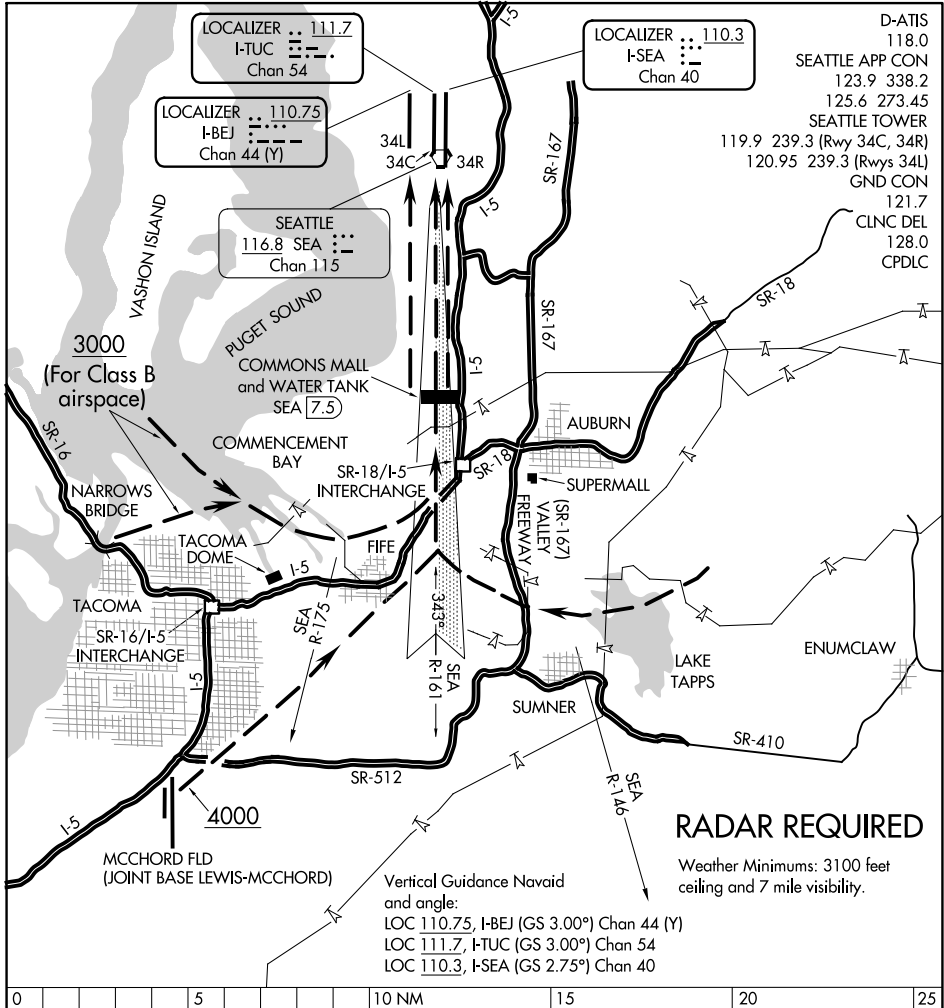 LOCALIZER 111.7
I-TUC
Chan 54
LOCALIZER 110.3
I-SEA
Chan 40
LOCALIZER 110.75
I-BEJ
Chan 44 (Y)
D-ATIS
118.0
SEATTLE APP CON
123.9 338.2
125.6 273.45
SEATTLE TOWER
119.9 239.3 (Rwy 34C, 34R)
120.95 239.3 (Rwys 34L)
GND CON
121.7
CLNC DEL
128.0
CPDLC
I-5
34L
34C
34R
SR-167
I-5
SEATTLE
116.8 SEA
Chan 115
VASHON ISLAND
PUGET SOUND
SR-18
SR-167
I-5
3000
(For Class B
airspace)
COMMONS MALL
and WATER TANK
SEA 7.5
SR-16
COMMENCEMENT
BAY
AUBURN
SR-18/I-5
INTERCHANGE
SR-18
SUPERMALL
NARROWS
BRIDGE
(SR-167)
VALLEY
FREEWAY
TACOMA
DOME
FIFE
I-5
TACOMA
SR-16/I-5
INTERCHANGE
SEA
R-175
343°
SEA
R-161
LAKE
TAPPS
ENUMCLAW
I-5
SUMNER
SR-410
SR-512
SEA
R-146
4000
I-5
MCCHORD FLD
(JOINT BASE LEWIS-MCCHORD)
RADAR REQUIRED
Weather Minimums: 3100 feet
ceiling and 7 mile visibility.
Vertical Guidance Navaid
and angle:
LOC 110.75, I-BEJ (GS 3.00°) Chan 44 (Y)
LOC 111.7, I-TUC (GS 3.00°) Chan 54
LOC 110.3, I-SEA (GS 2.75°) Chan 40
0 5 10 NM 15 20 25